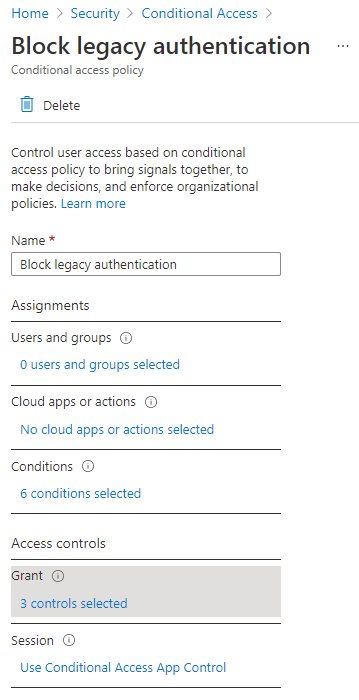 Home > Security > Conditional Access >
Block legacy authentication ...
Conditional access policy
Delete
Control user access based on conditional
access policy to bring signals together, to
make decisions, and enforce organizational
policies. Learn more
Name *
Block legacy authentication
Assignments
Users and groups
0 users and groups selected
Cloud apps or actions
No cloud apps or actions selected
Conditions
6 conditions selected
Access controls
Grant
3 controls selected
Session
Use Conditional Access App Control